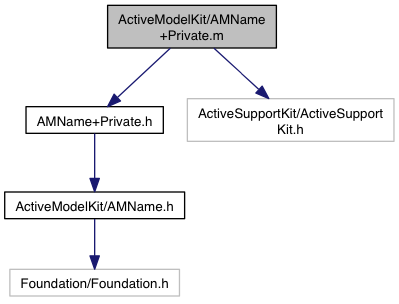 ActiveModelKit/AMName
+Private.m
AMName+Private.h
ActiveSupportKit/ActiveSupport
Kit.h
ActiveModelKit/AMName.h
Foundation/Foundation.h